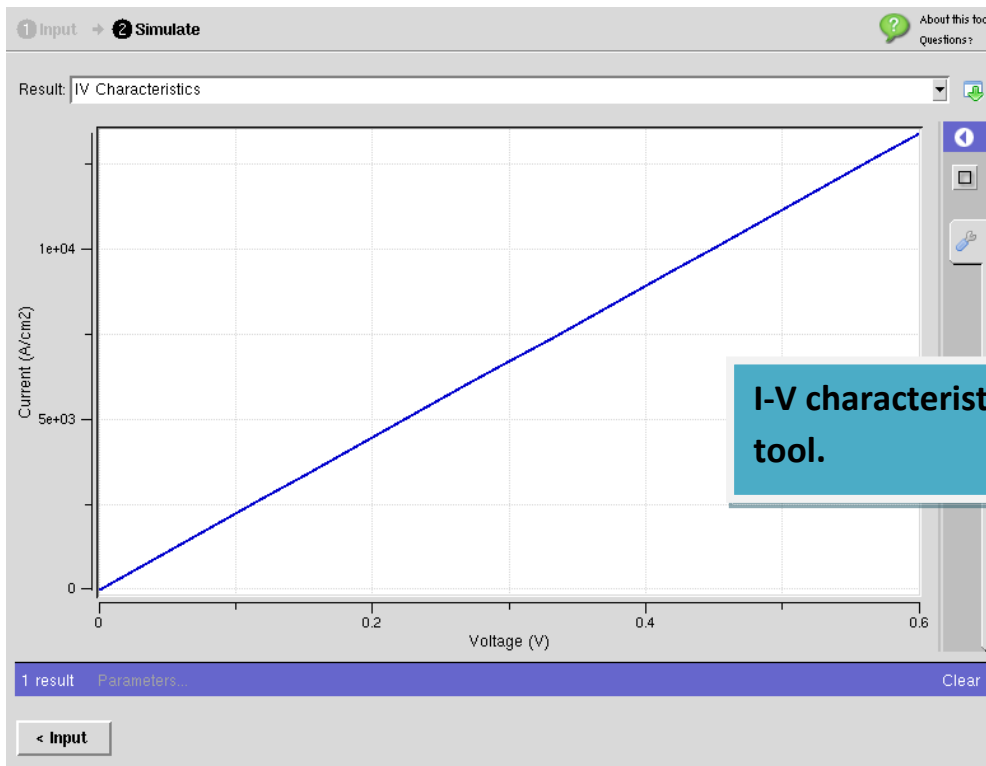 1 Input → 2 Simulate
About this too
Questions?
Result: IV Characteristics
1e+04
5e+03
0
Current (A/cm2)
0
0.2
0.4
0.6
Voltage (V)
I-V characterist
tool.
1 result Parameters... Clear
< Input